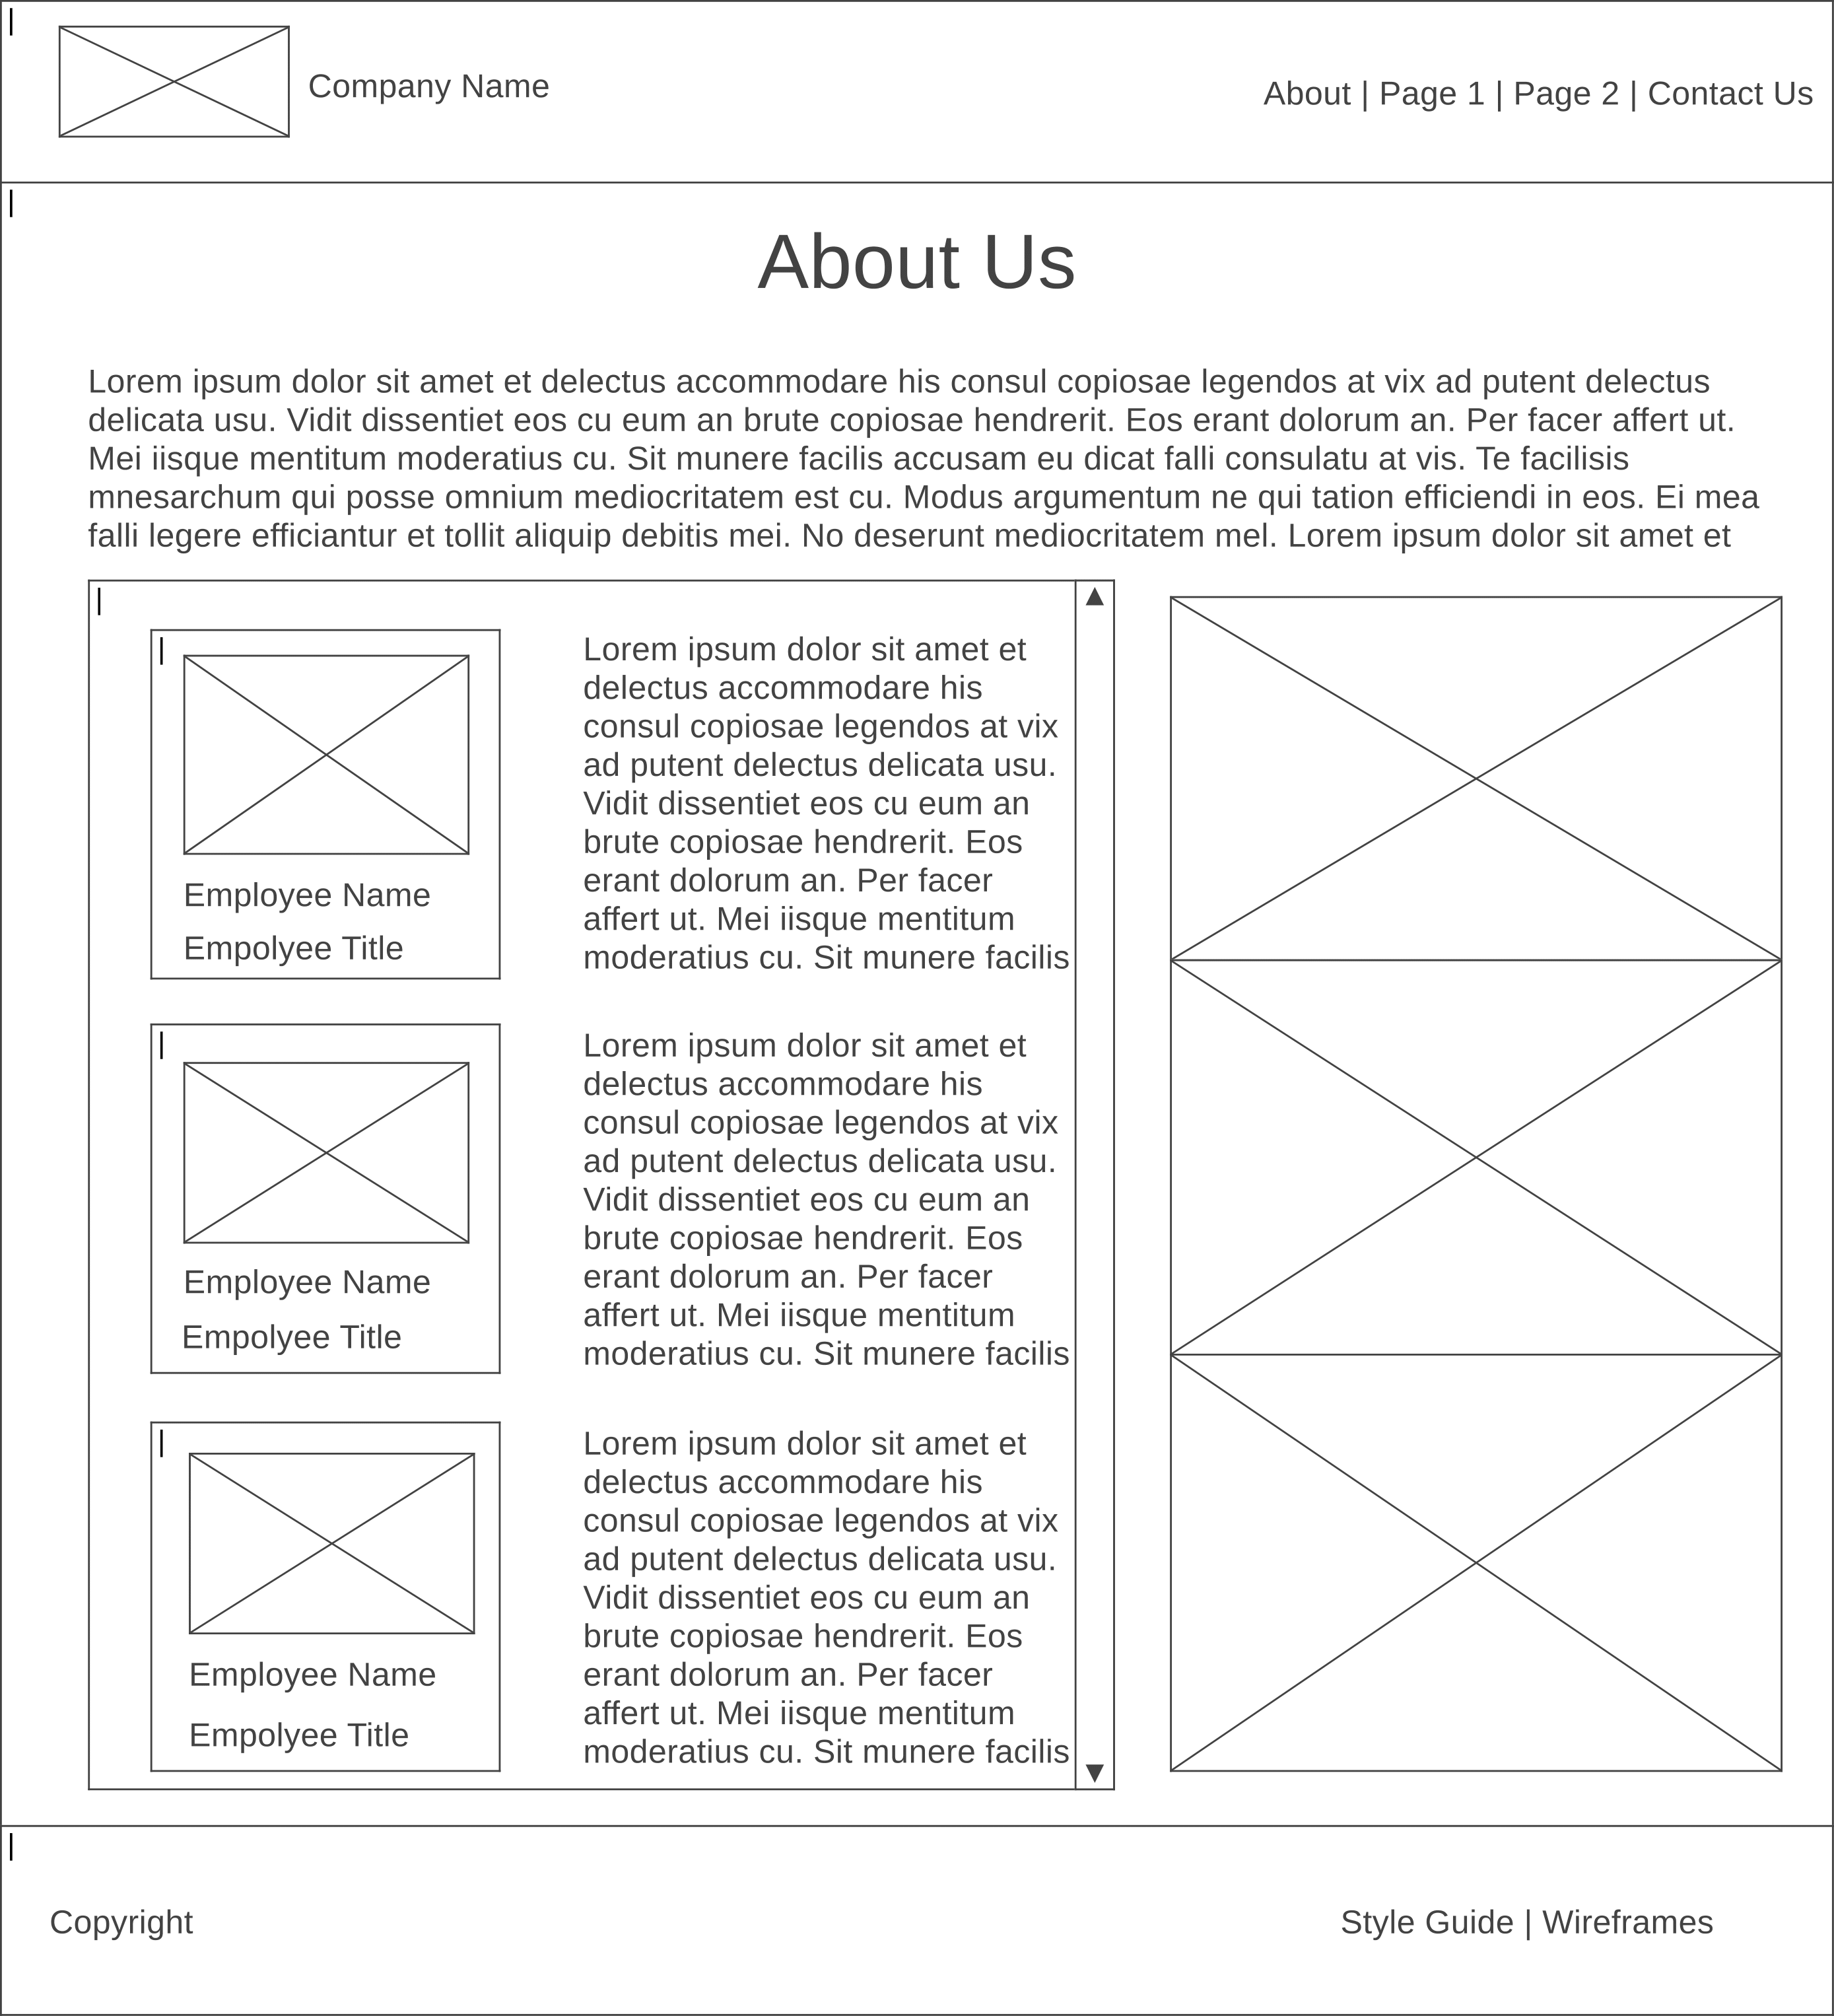 Company Name
About | Page 1 | Page 2 | Contact Us
About Us
Lorem ipsum dolor sit amet et delectus accommodare his consul copiosae legendos at vix ad putent delectus
delicata usu. Vidit dissentiet eos cu eum an brute copiosae hendrerit. Eos erant dolorum an. Per facer affert ut.
Mei iisque mentitum moderatius cu. Sit munere facilis accusam eu dicat falli consulatu at vis. Te facilisis
mnesarchum qui posse omnium mediocritatem est cu. Modus argumentum ne qui tation efficiendi in eos. Ei mea
falli legere efficiantur et tollit aliquip debitis mei. No deserunt mediocritatem mel. Lorem ipsum dolor sit amet et
Employee Name
Empolyee Title
Lorem ipsum dolor sit amet et
delectus accommodare his
consul copiosae legendos at vix
ad putent delectus delicata usu.
Vidit dissentiet eos cu eum an
brute copiosae hendrerit. Eos
erant dolorum an. Per facer
affert ut. Mei iisque mentitum
moderatius cu. Sit munere facilis
Employee Name
Empolyee Title
Lorem ipsum dolor sit amet et
delectus accommodare his
consul copiosae legendos at vix
ad putent delectus delicata usu.
Vidit dissentiet eos cu eum an
brute copiosae hendrerit. Eos
erant dolorum an. Per facer
affert ut. Mei iisque mentitum
moderatius cu. Sit munere facilis
Employee Name
Empolyee Title
Lorem ipsum dolor sit amet et
delectus accommodare his
consul copiosae legendos at vix
ad putent delectus delicata usu.
Vidit dissentiet eos cu eum an
brute copiosae hendrerit. Eos
erant dolorum an. Per facer
affert ut. Mei iisque mentitum
moderatius cu. Sit munere facilis
Copyright
Style Guide | Wireframes